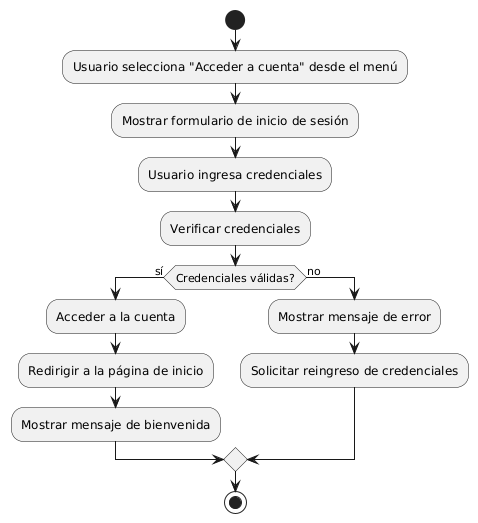 Usuario selecciona "Acceder a cuenta" desde el menú
Mostrar formulario de inicio de sesión
Usuario ingresa credenciales
Verificar credenciales
Credenciales válidas?
sí
no
Acceder a la cuenta
Redirigir a la página de inicio
Mostrar mensaje de bienvenida
Mostrar mensaje de error
Solicitar reingreso de credenciales